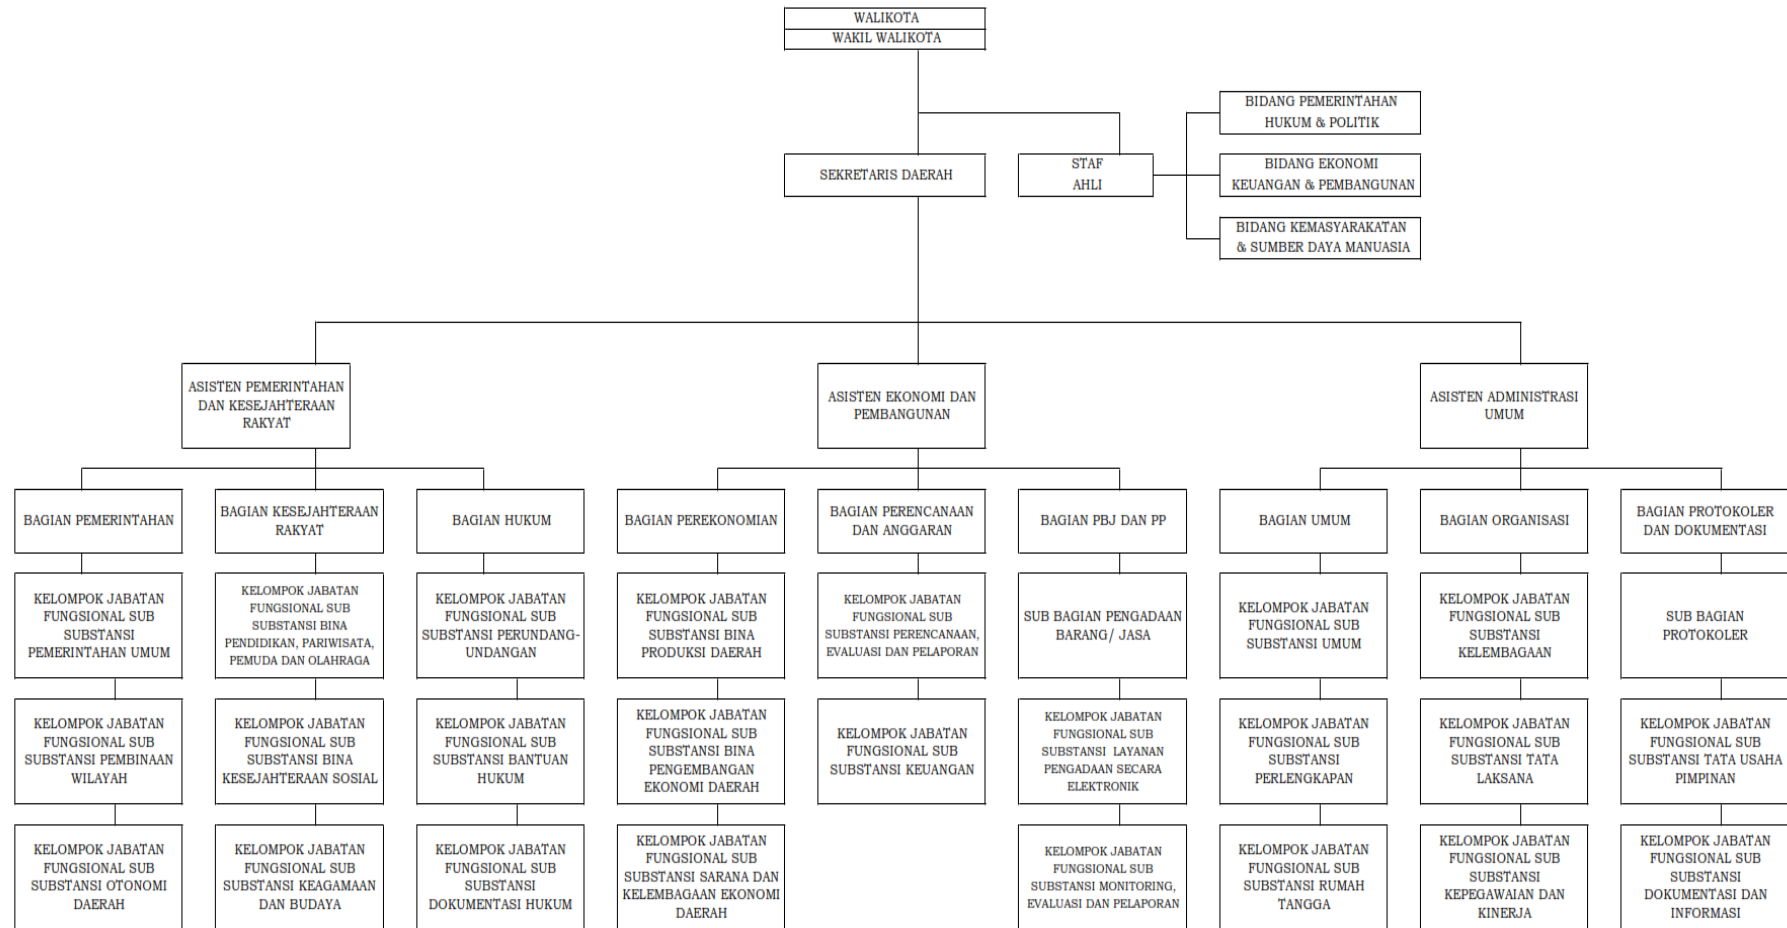 WALIKOTA
WAKIL WALIKOTA
BIDANG PEMERINTAHAN
HUKUM & POLITIK
SEKRETARIS DAERAH
STAF
AHLI
BIDANG EKONOMI
KEUANGAN & PEMBANGUNAN
BIDANG KEMASYARAKATAN
& SUMBER DAYA MANUASIA
ASISTEN PEMERINTAHAN
DAN KESEJAHTERAAN
RAKYAT
ASISTEN EKONOMI DAN
PEMBANGUNAN
ASISTEN ADMINISTRASI
UMUM
BAGIAN PEMERINTAHAN
BAGIAN KESEJAHTERAAN
RAKYAT
BAGIAN HUKUM
BAGIAN PEREKONOMIAN
BAGIAN PERENCANAAN
DAN ANGGARAN
BAGIAN PBJ DAN PP
BAGIAN UMUM
BAGIAN ORGANISASI
BAGIAN PROTOKOLER
DAN DOKUMENTASI
KELOMPOK JABATAN
FUNGSIONAL SUB
SUBSTANSI
PEMERINTAHAN UMUM
KELOMPOK JABATAN
FUNGSIONAL SUB
SUBSTANSI BINA
PENDIDIKAN, PARIWISATA,
PEMUDA DAN OLAHRAGA
KELOMPOK JABATAN
FUNGSIONAL SUB
SUBSTANSI PERUNDANG-
UNDANGAN
KELOMPOK JABATAN
FUNGSIONAL SUB
SUBSTANSI BINA
PRODUKSI DAERAH
KELOMPOK JABATAN
FUNGSIONAL SUB
SUBSTANSI PERENCANAAN,
EVALUASI DAN PELAPORAN
SUB BAGIAN PENGADAAN
BARANG/ JASA
KELOMPOK JABATAN
FUNGSIONAL SUB
SUBSTANSI UMUM
KELOMPOK JABATAN
FUNGSIONAL SUB
SUBSTANSI
KELEMBAGAAN
SUB BAGIAN
PROTOKOLER
KELOMPOK JABATAN
FUNGSIONAL SUB
SUBSTANSI PEMBINAAN
WILAYAH
KELOMPOK JABATAN
FUNGSIONAL SUB
SUBSTANSI BINA
KESEJAHTERAAN SOSIAL
KELOMPOK JABATAN
FUNGSIONAL SUB
SUBSTANSI BANTUAN
HUKUM
KELOMPOK JABATAN
FUNGSIONAL SUB
SUBSTANSI BINA
PENGEMBANGAN
EKONOMI DAERAH
KELOMPOK JABATAN
FUNGSIONAL SUB
SUBSTANSI KEUANGAN
KELOMPOK JABATAN
FUNGSIONAL SUB
SUBSTANSI LAYANAN
PENGADAAN SECARA
ELEKTRONIK
KELOMPOK JABATAN
FUNGSIONAL SUB
SUBSTANSI
PERLENGKAPAN
KELOMPOK JABATAN
FUNGSIONAL SUB
SUBSTANSI TATA
LAKSANA
KELOMPOK JABATAN
FUNGSIONAL SUB
SUBSTANSI TATA USAHA
PIMPINAN
KELOMPOK JABATAN
FUNGSIONAL SUB
SUBSTANSI OTONOMI
DAERAH
KELOMPOK JABATAN
FUNGSIONAL SUB
SUBSTANSI KEAGAMAAN
DAN BUDAYA
KELOMPOK JABATAN
FUNGSIONAL SUB
SUBSTANSI
DOKUMENTASI HUKUM
KELOMPOK JABATAN
FUNGSIONAL SUB
SUBSTANSI SARANA DAN
KELEMBAGAAN EKONOMI
DAERAH
KELOMPOK JABATAN
FUNGSIONAL SUB
SUBSTANSI MONITORING,
EVALUASI DAN PELAPORAN
KELOMPOK JABATAN
FUNGSIONAL SUB
SUBSTANSI RUMAH
TANGGA
KELOMPOK JABATAN
FUNGSIONAL SUB
SUBSTANSI
KEPEGAWAIAN DAN
KINERJA
KELOMPOK JABATAN
FUNGSIONAL SUB
SUBSTANSI
DOKUMENTASI DAN
INFORMASI